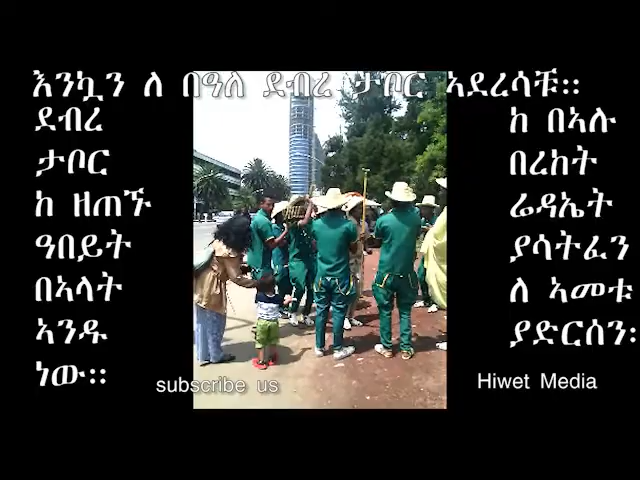 እንኳን ለ በዓለ ደብረ ታቦር ኣደረሳቹ።
ደብረ
ታቦር
ከ ዘጠኙ
ዓበይት
በኣላት
ኣንዱ
ነው።
ከ በኣሉ
በረከት
ሬዳኤት
ያሳትፈን
ለ ኣመቱ
ያድርሰን፡
subscribe us
Hiwet Media